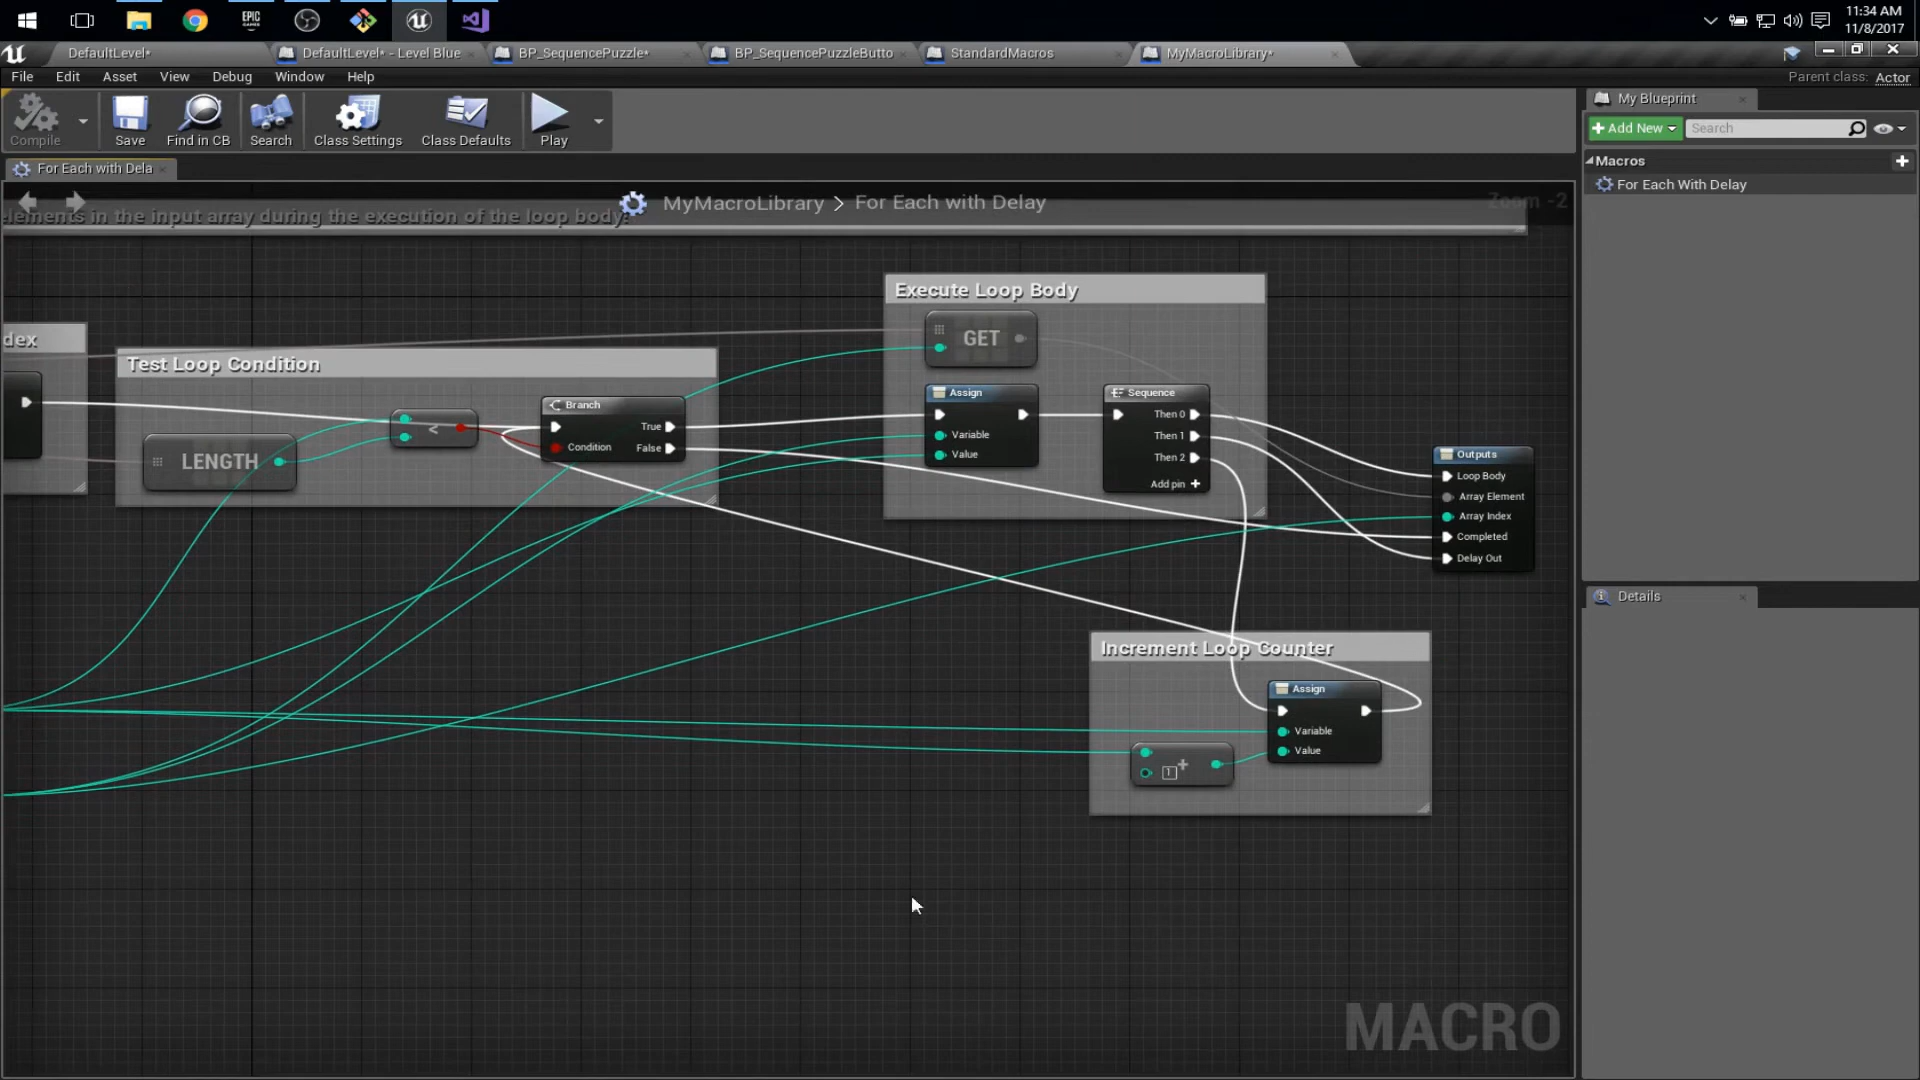 11:34 AM
11/8/2017
EPIC
GAMES
DefaultLevel*
DefaultLevel* - Level Blue
BP_SequencePuzzle*
BP_SequencePuzzleButto
StandardMacros
MyMacroLibrary*
File Edit Asset View Debug Window Help
Parent class: Actor
Compile
Save
Find in CB
Search
Class Settings
Class Defaults
Play
My Blueprint
Add New
Search
Macros
For Each With Delay
For Each with Dela
MyMacroLibrary > For Each with Delay
Zoom -2
elements in the input array during the execution of the loop body.
dex
Test Loop Condition
LENGTH
<
Branch
True
Condition
False
Execute Loop Body
GET
Assign
Variable
Value
Sequence
Then 0
Then 1
Then 2
Add pin +
Outputs
Loop Body
Array Element
Array Index
Completed
Delay Out
Increment Loop Counter
Assign
Variable
Value
1
+
Details
MACRO